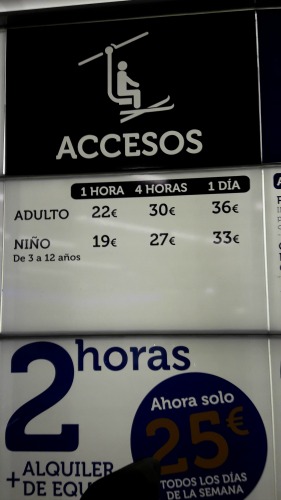 ACCESOS
1 HORA 4 HORAS 1 DÍA
ADULTO 22€ 30€ 36€
NIÑO 19€ 27€ 33€
De 3 a 12 años
2 horas
+ ALQUILER
DE EQU
Ahora solo
25€
TODOS LOS DÍAS
DE LA SEMANA